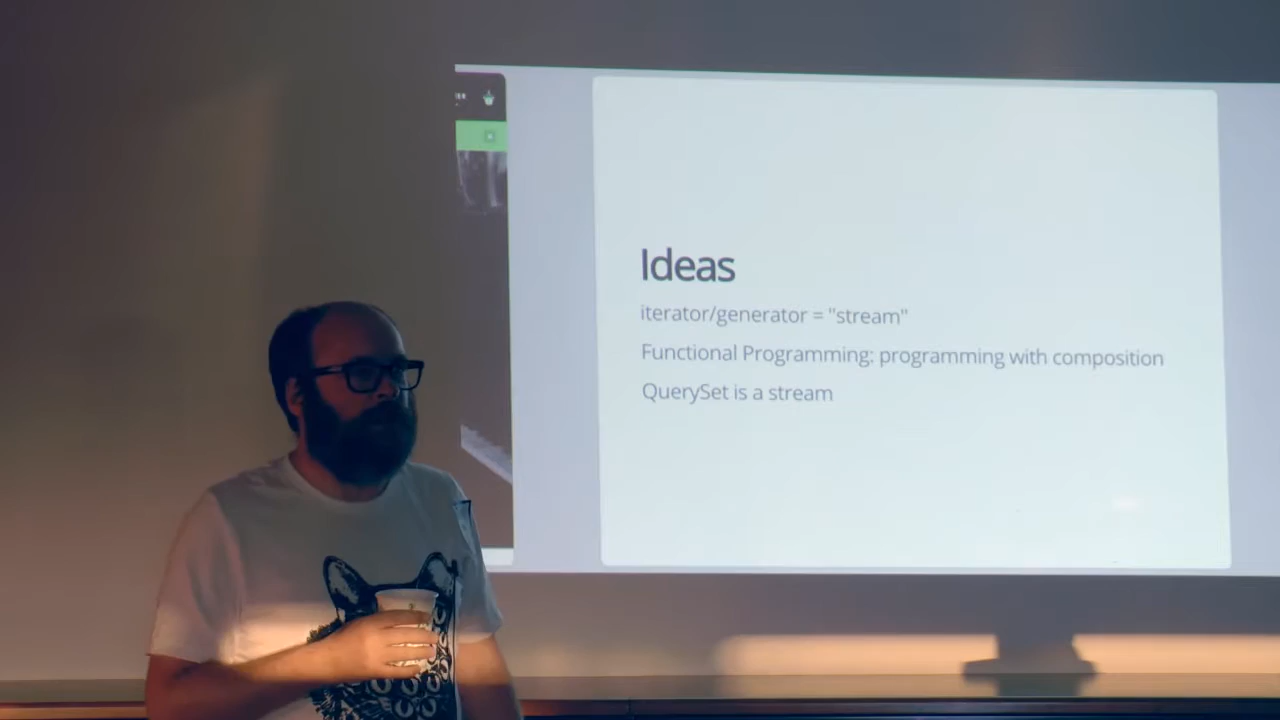 Ideas
iterator/generator = "stream"
Functional Programming: programming with composition
QuerySet is a stream